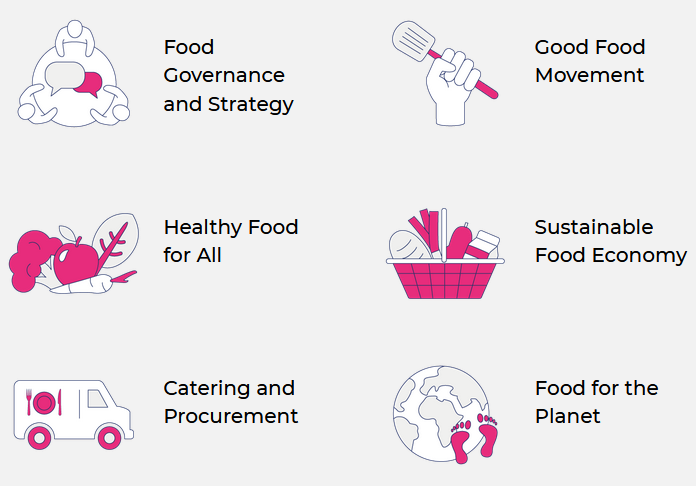 Food
Governance
and Strategy
Good Food
Movement
Healthy Food
for All
Sustainable
Food Economy
Catering and
Procurement
Food for the
Planet